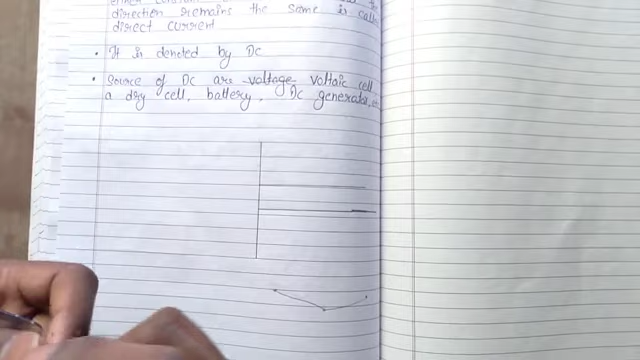 direction remains the same is
direct current
• It is denoted by Dc
• Source of Dc are voltage voltaic cell
a dry cell, battery, Dc generator,